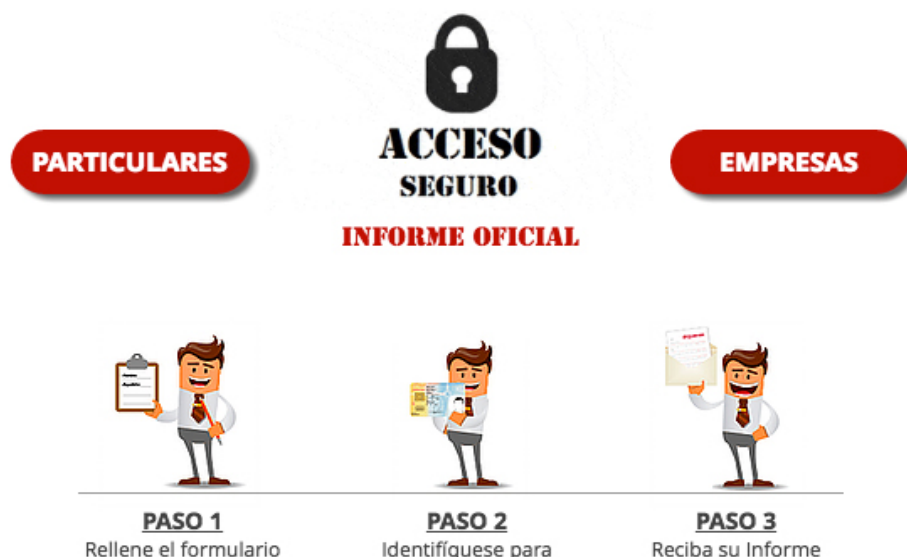 PARTICULARES
ACCESO
SEGURO
EMPRESAS
INFORME OFICIAL
PASO 1
Rellene el formulario
PASO 2
Identifíquese para
PASO 3
Reciba su Informe